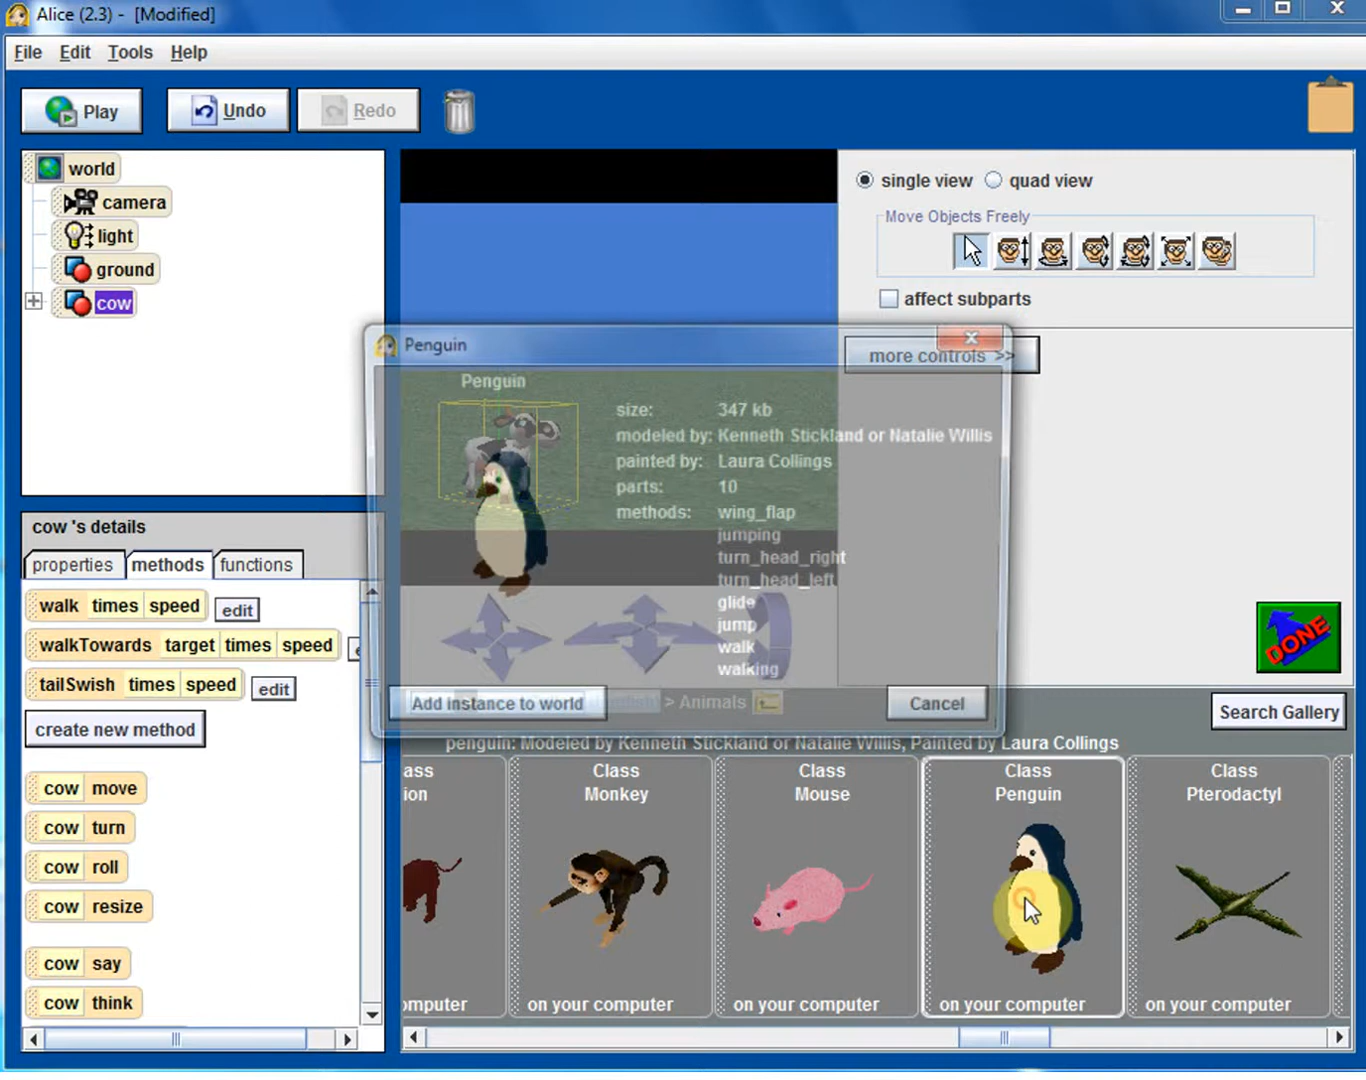 Alice (2.3) - [Modified]
File Edit Tools Help
Play Undo Redo
world
camera
light
ground
cow
single view quad view
Move Objects Freely
affect subparts
more controls >>
Penguin
Penguin
size: 347 kb
modeled by: Kenneth Stickland or Natalie Willis
painted by: Laura Collings
parts: 10
methods: wing_flap
jumping
turn_head_right
turn_head_left
glide
jump
walk
walking
Add instance to world
> Animals
Cancel
DONE
cow 's details
properties methods functions
walk times speed edit
walkTowards target times speed
tailSwish times speed edit
create new method
cow move
cow turn
cow roll
cow resize
cow say
cow think
Search Gallery
penguin: Modeled by Kenneth Stickland or Natalie Willis, Painted by Laura Collings
ass
ion
omputer
Class
Monkey
on your computer
Class
Mouse
on your computer
Class
Penguin
on your computer
Class
Pterodactyl
on your computer